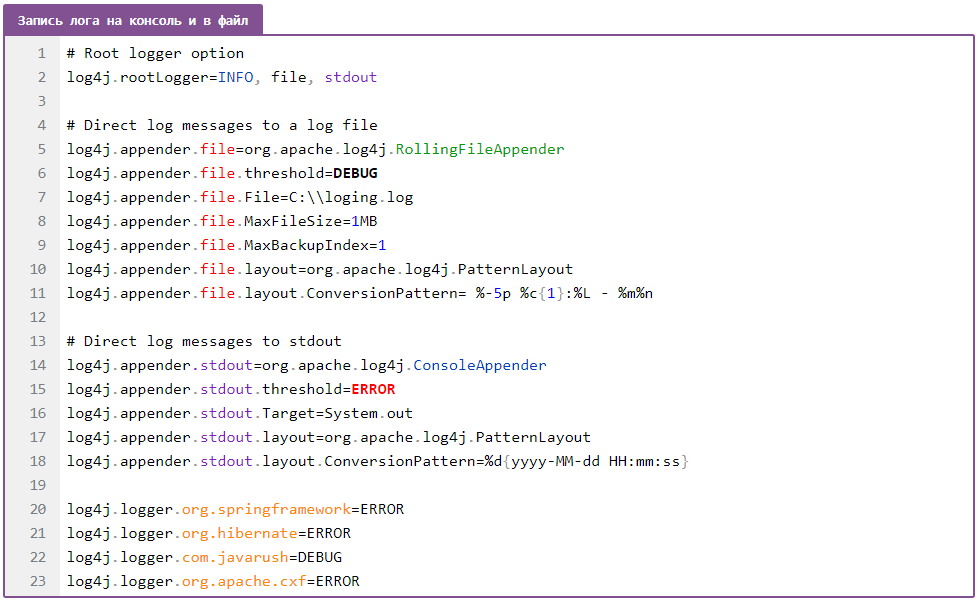 Запись лога на консоль и в файл
1 # Root logger option
2 log4j.rootLogger=INFO, file, stdout
3
4 # Direct log messages to a log file
5 log4j.appender.file=org.apache.log4j.RollingFileAppender
6 log4j.appender.file.threshold=DEBUG
7 log4j.appender.file.File=C:\\loging.log
8 log4j.appender.file.MaxFileSize=1MB
9 log4j.appender.file.MaxBackupIndex=1
10 log4j.appender.file.layout=org.apache.log4j.PatternLayout
11 log4j.appender.file.layout.ConversionPattern= %-5p %c{1}:%L - %m%n
12
13 # Direct log messages to stdout
14 log4j.appender.stdout=org.apache.log4j.ConsoleAppender
15 log4j.appender.stdout.threshold=ERROR
16 log4j.appender.stdout.Target=System.out
17 log4j.appender.stdout.layout=org.apache.log4j.PatternLayout
18 log4j.appender.stdout.layout.ConversionPattern=%d{yyyy-MM-dd HH:mm:ss}
19
20 log4j.logger.org.springframework=ERROR
21 log4j.logger.org.hibernate=ERROR
22 log4j.logger.com.javarush=DEBUG
23 log4j.logger.org.apache.cxf=ERROR